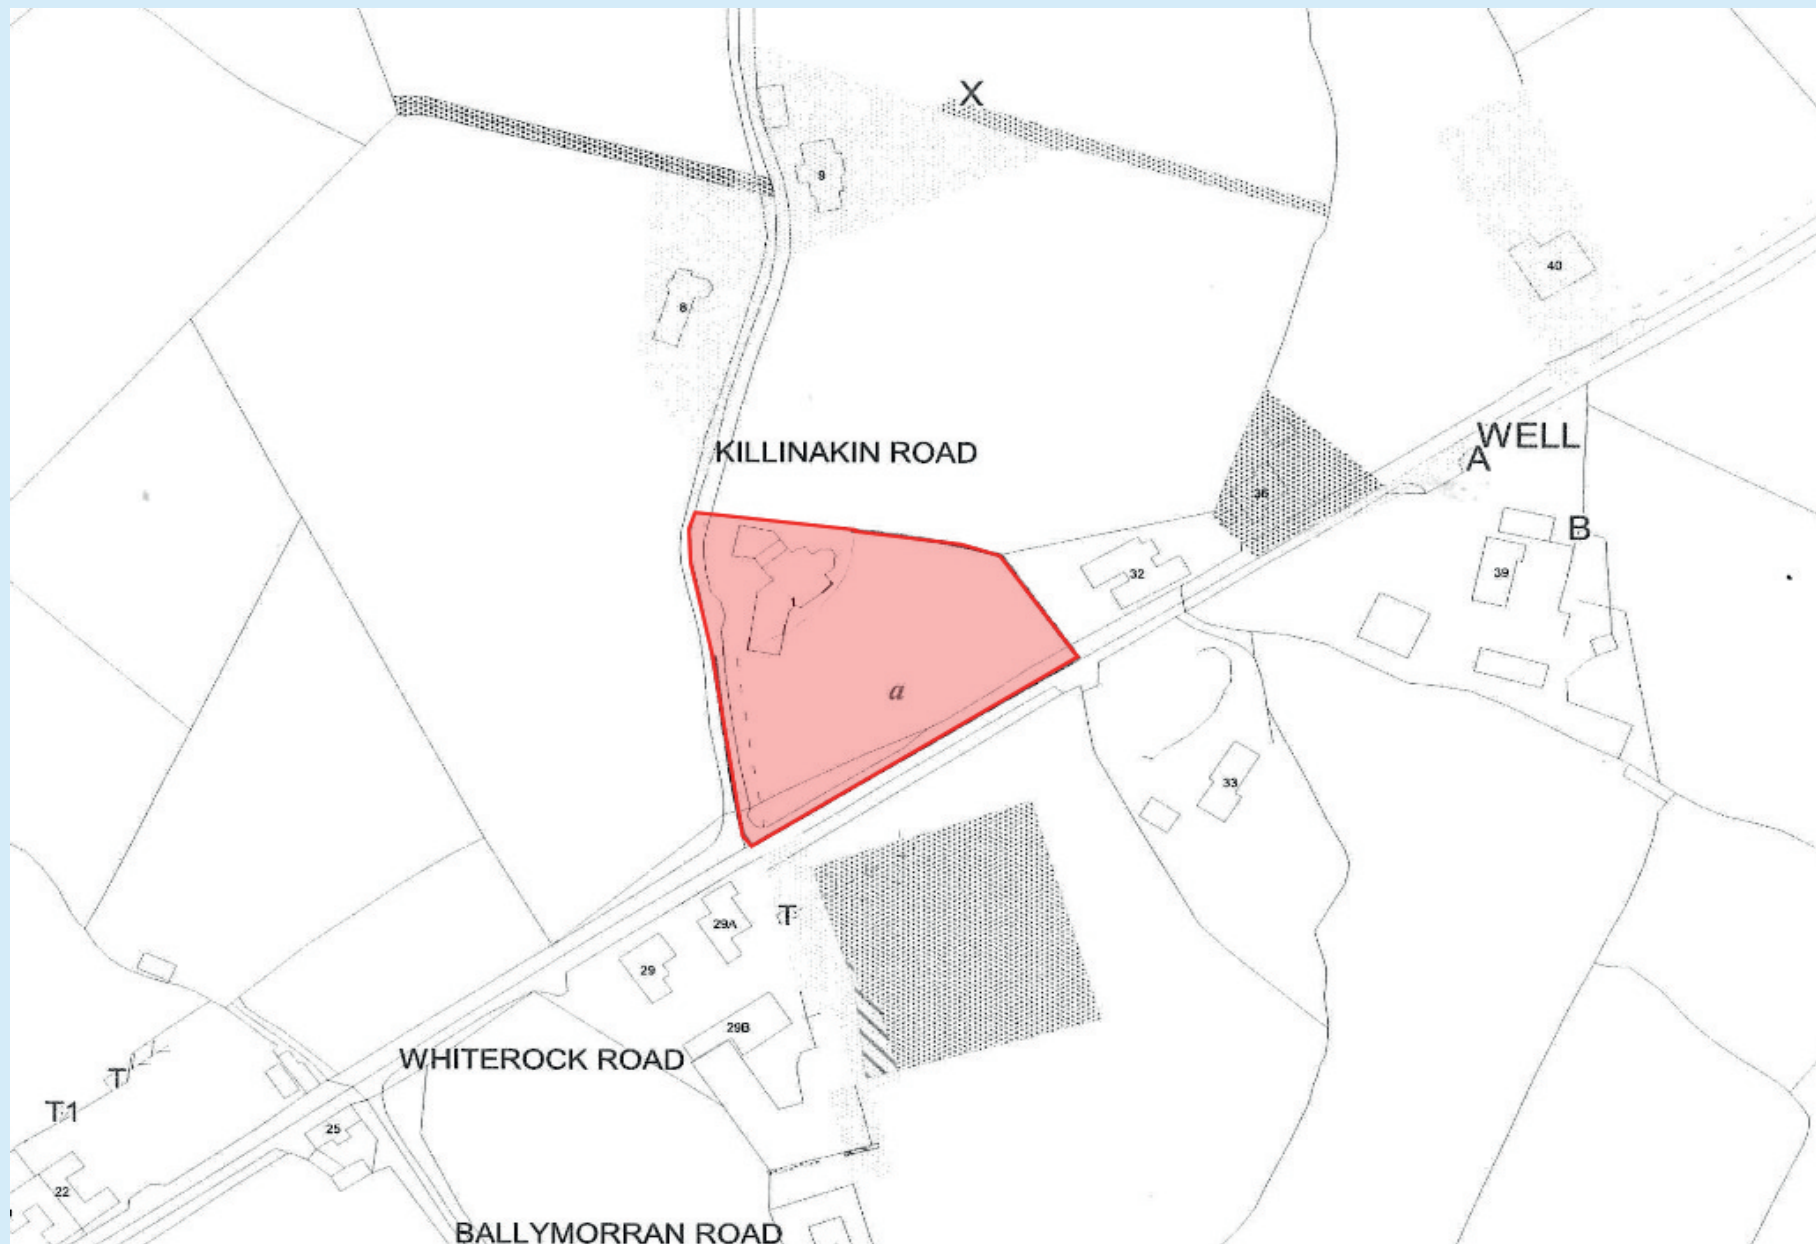 X
9
40
8
KILLINAKIN ROAD
WELL
A
36
B
32
39
1
a
33
29A
T
29
29B
WHITEROCK ROAD
T
T1
25
22
BALLYMORRAN ROAD